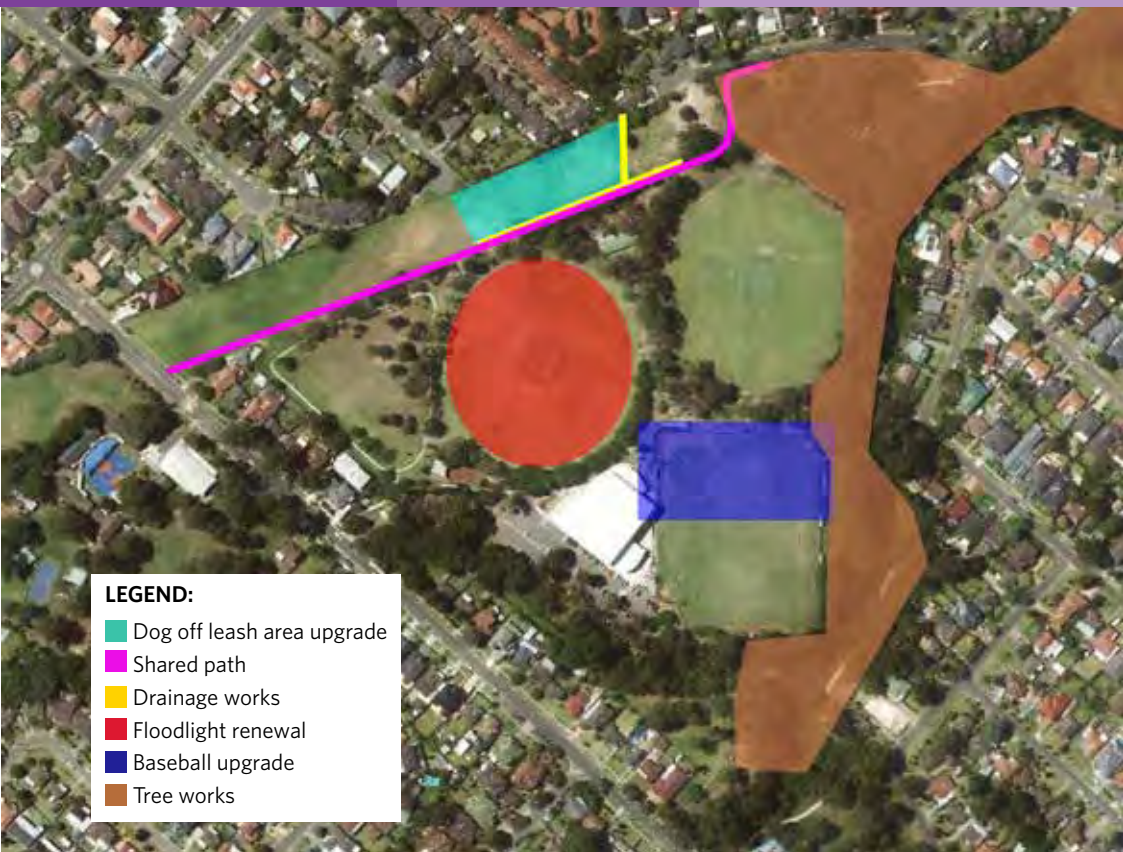 LEGEND:
Dog off leash area upgrade
Shared path
Drainage works
Floodlight renewal
Baseball upgrade
Tree works